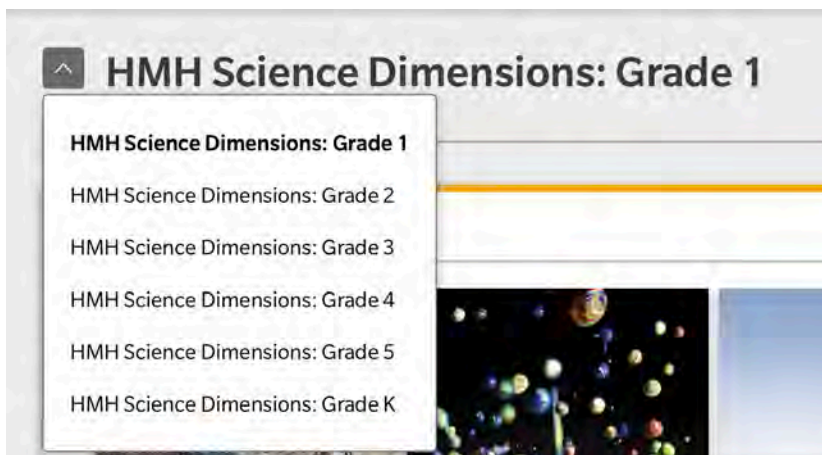 HMH Science Dimensions: Grade 1
HMH Science Dimensions: Grade 1
HMH Science Dimensions: Grade 2
HMH Science Dimensions: Grade 3
HMH Science Dimensions: Grade 4
HMH Science Dimensions: Grade 5
HMH Science Dimensions: Grade K